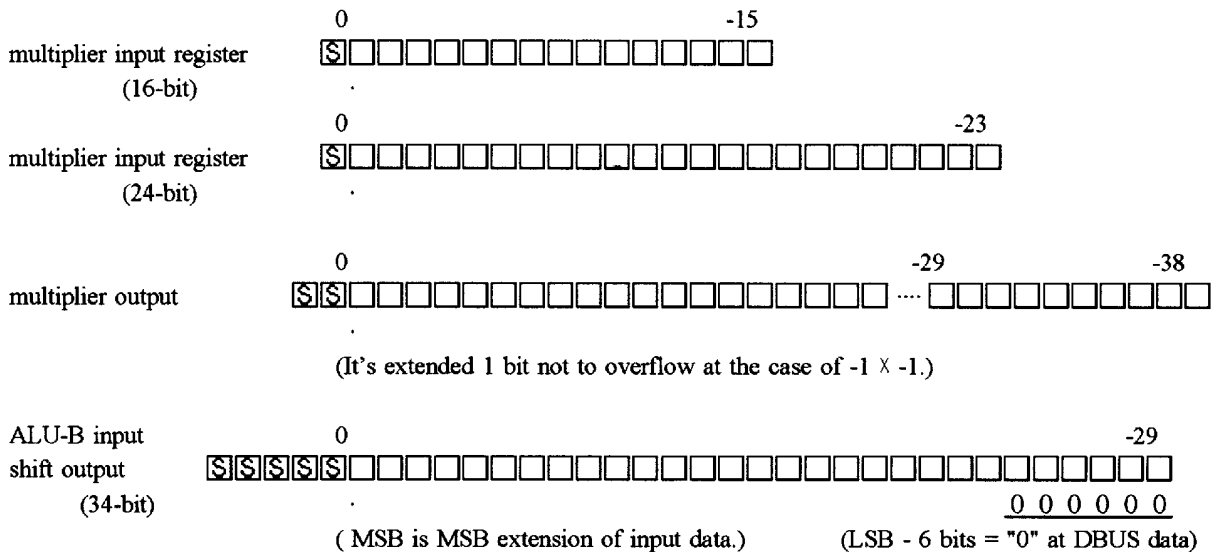 0 -15
multiplier input register S
(16-bit)
0 -23
multiplier input register S
(24-bit)
0 -29 -38
multiplier output S S ....
(It's extended 1 bit not to overflow at the case of -1 × -1.)
ALU-B input 0 -29
shift output S S S S S
(34-bit) 0 0 0 0 0 0
( MSB is MSB extension of input data.) (LSB - 6 bits = "0" at DBUS data)